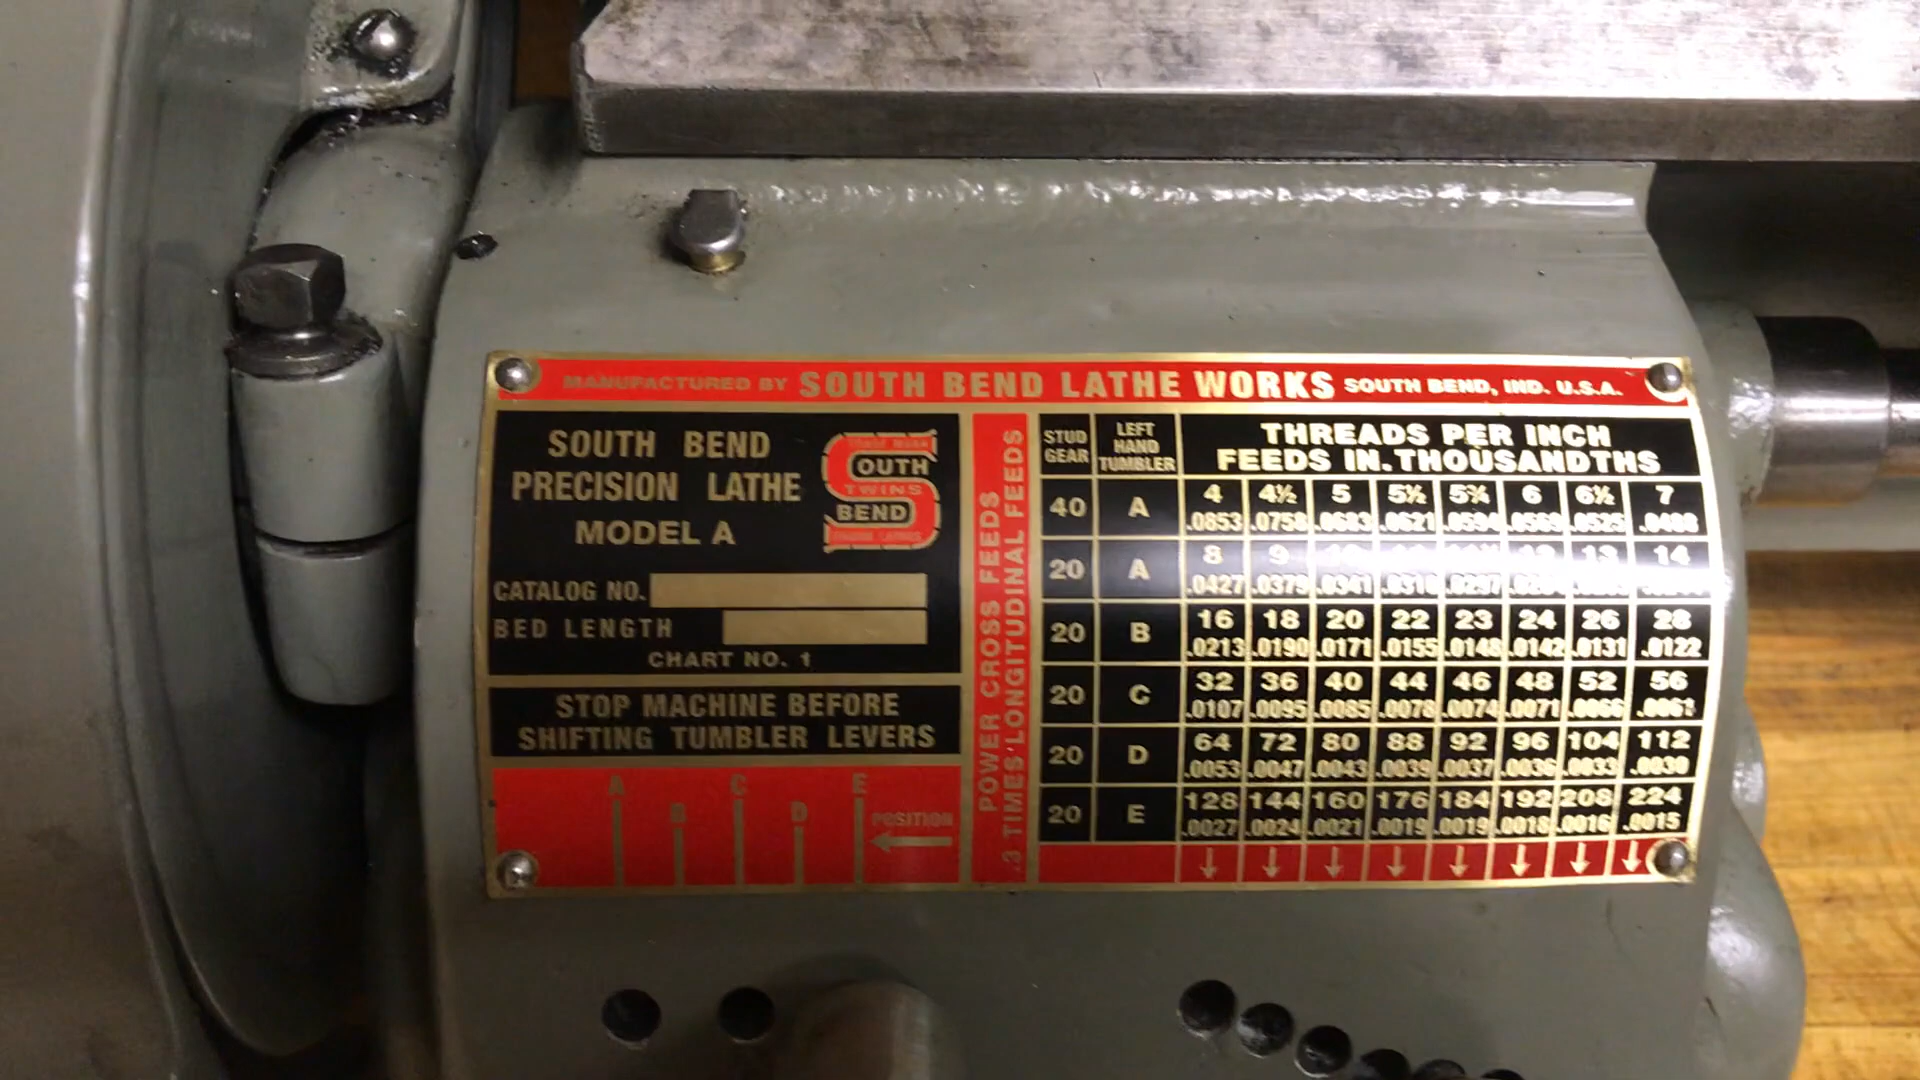 MANUFACTURED BY SOUTH BEND LATHE WORKS SOUTH BEND, IND. U.S.A.
SOUTH BEND
PRECISION LATHE
MODEL A
TRADE MARK
SOUTH
TWINS
BEND
ENGINE LATHES
CATALOG NO.
BED LENGTH
CHART NO. 1
STOP MACHINE BEFORE
SHIFTING TUMBLER LEVERS
A B C D E
POSITION
POWER CROSS FEEDS
.3 TIMES LONGITUDINAL FEEDS
STUD GEAR
LEFT HAND TUMBLER
THREADS PER INCH
FEEDS IN. THOUSANDTHS
40 A 4 4½ 5 5½ 5¾ 6 6½ 7
.0853 .0758 .0683 .0621 .0594 .0569 .0525 .0488
20 A 8 9 12 13 14
.0427 .0379 .0341 .0310 .0297
20 B 16 18 20 22 23 24 26 28
.0213 .0190 .0171 .0155 .0148 .0142 .0131 .0122
20 C 32 36 40 44 46 48 52 56
.0107 .0095 .0085 .0078 .0074 .0071 .0066 .0061
20 D 64 72 80 88 92 96 104 112
.0053 .0047 .0043 .0039 .0037 .0036 .0033 .0030
20 E 128 144 160 176 184 192 208 224
.0027 .0024 .0021 .0019 .0019 .0018 .0016 .0015